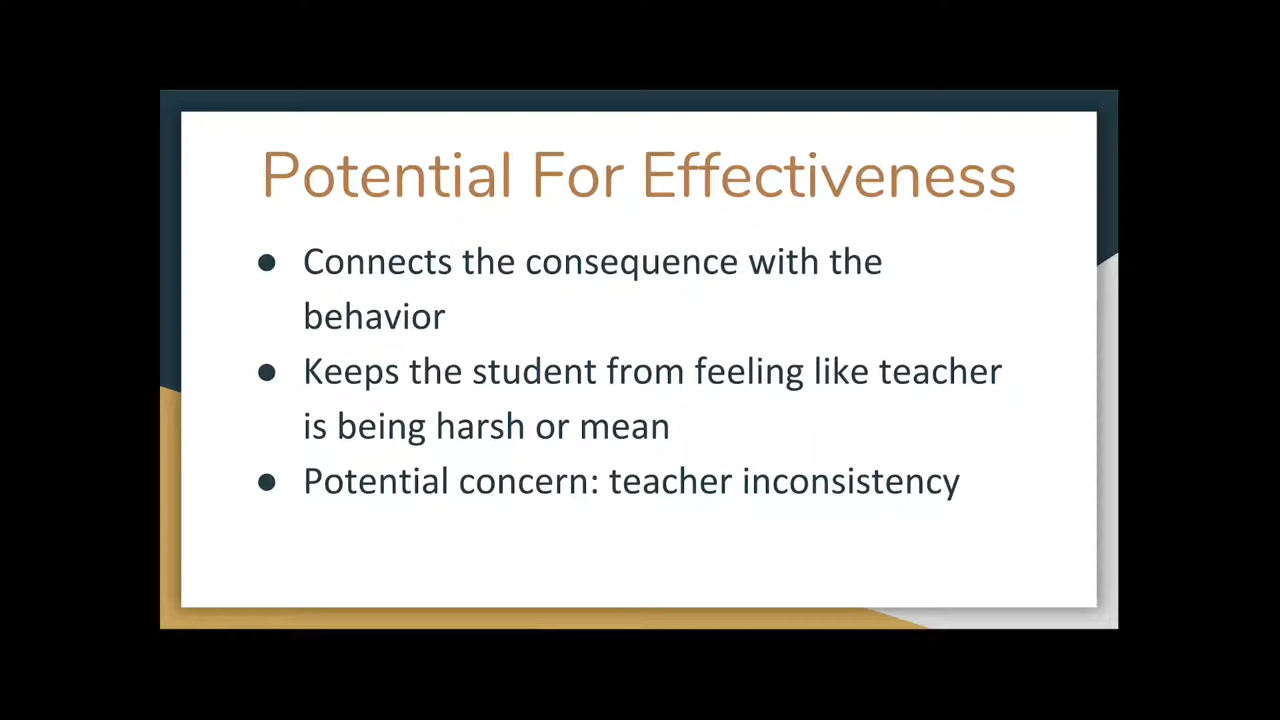 Potential For Effectiveness
● Connects the consequence with the
behavior
● Keeps the student from feeling like teacher
is being harsh or mean
● Potential concern: teacher inconsistency